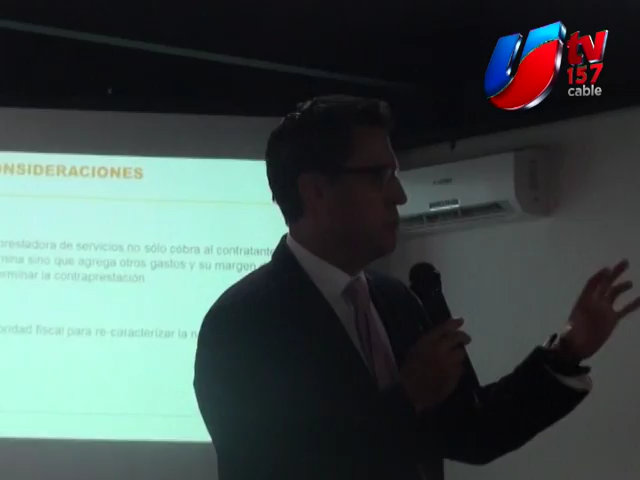 tv
157
cable
ONSIDERACIONES
prestadora de servicios no sólo cobra al contratante
mina sino que agrega otros gastos y su margen
erminar la contraprestación
oridad fiscal para re-caracterizar la